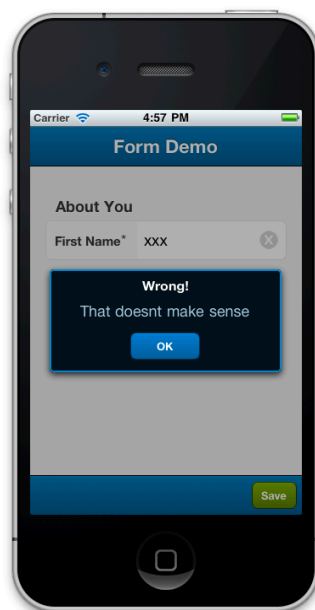 Carrier 4:57 PM
Form Demo
About You
First Name* XXX
Wrong!
That doesnt make sense
OK
Save